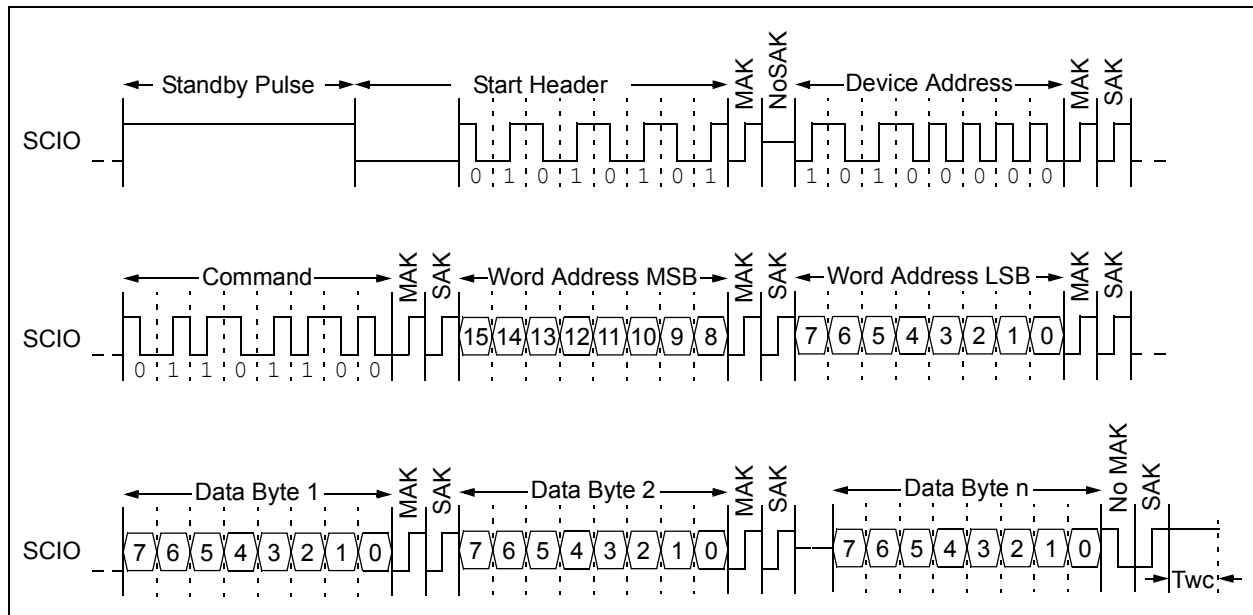 Standby Pulse Start Header MAK NoSAK Device Address MAK SAK
SCIO
0 1 0 1 0 1 0 1 1 0 1 0 0 0 0 0
Command MAK SAK Word Address MSB MAK SAK Word Address LSB MAK SAK
SCIO 15 14 13 12 11 10 9 8 7 6 5 4 3 2 1 0
0 1 1 0 1 1 0 0
Data Byte 1 MAK SAK Data Byte 2 MAK SAK Data Byte n No MAK SAK
SCIO 7 6 5 4 3 2 1 0 7 6 5 4 3 2 1 0 7 6 5 4 3 2 1 0
Twc